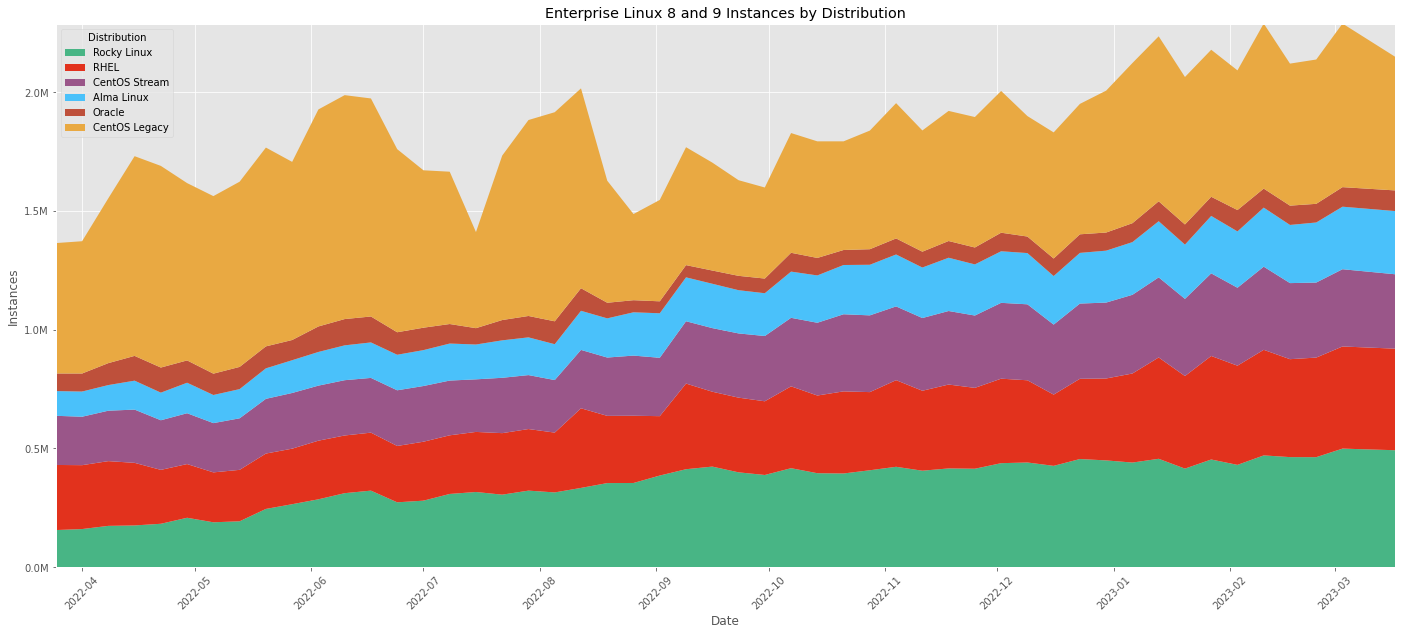 Enterprise Linux 8 and 9 Instances by Distribution
Distribution
Rocky Linux
RHEL
CentOS Stream
Alma Linux
Oracle
CentOS Legacy
2.0M
1.5M
1.0M
0.5M
0.0M
Instances
2022-04
2022-05
2022-06
2022-07
2022-08
2022-09
2022-10
2022-11
2022-12
2023-01
2023-02
2023-03
Date